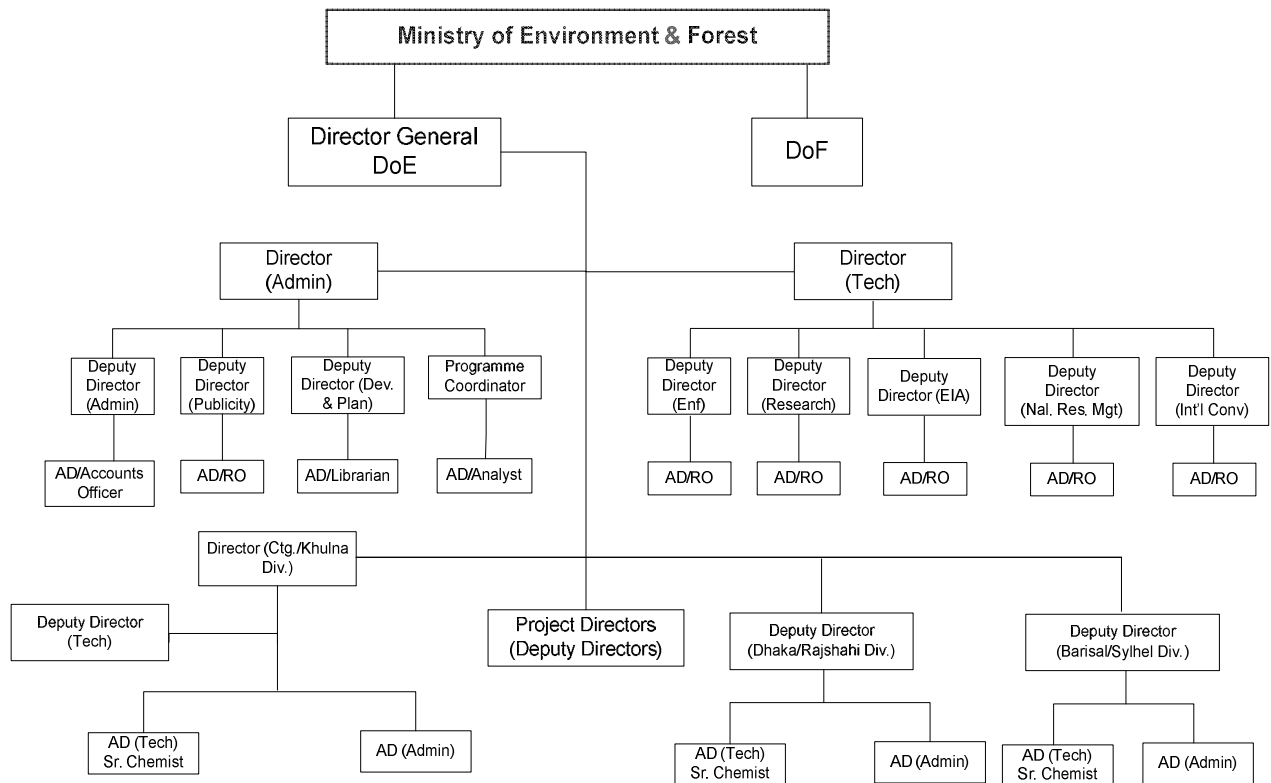 Ministry of Environment & Forest
Director General
DoE
DoF
Director
(Admin)
Director
(Tech)
Deputy
Director
(Admin)
Deputy
Director
(Publicity)
Deputy
Director (Dev.
& Plan)
Programme
Coordinator
Deputy
Director
(Enf)
Deputy
Director
(Research)
Deputy
Director (EIA)
Deputy
Director
(Nal, Res, Mgt)
Deputy
Director
(Int'l Conv)
AD/Accounts
Officer
AD/RO
AD/Librarian
AD/Analyst
AD/RO
AD/RO
AD/RO
AD/RO
AD/RO
Director (Ctg./Khulna
Div.)
Deputy Director
(Tech)
Project Directors
(Deputy Directors)
Deputy Director
(Dhaka/Rajshahi Div.)
Deputy Director
(Barisal/Sylhel Div.)
AD (Tech)
Sr. Chemist
AD (Admin)
AD (Tech)
Sr. Chemist
AD (Admin)
AD (Tech)
Sr. Chemist
AD (Admin)